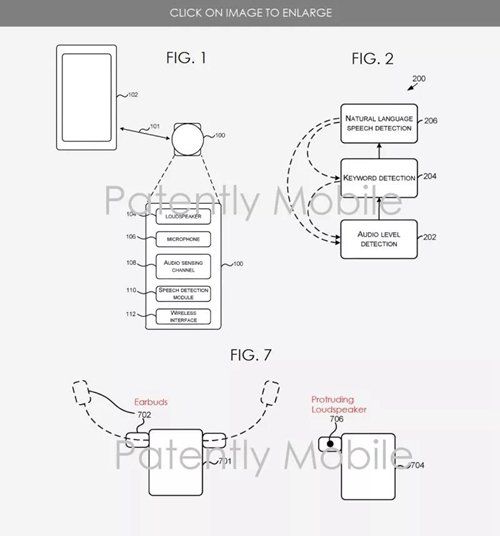 CLICK ON IMAGE TO ENLARGE
FIG. 1
FIG. 2
102
101
100
200
NATURAL LANGUAGE
SPEECH DETECTION
206
KEYWORD DETECTION
204
AUDIO LEVEL
DETECTION
202
Patently Mobile
104
LOUDSPEAKER
106
MICROPHONE
108
AUDIO SENSING
CHANNEL
100
110
SPEECH DETECTION
MODULE
112
WIRELESS
INTERFACE
FIG. 7
Earbuds
702
701
Protruding
Loudspeaker
706
704
Patently Mobile